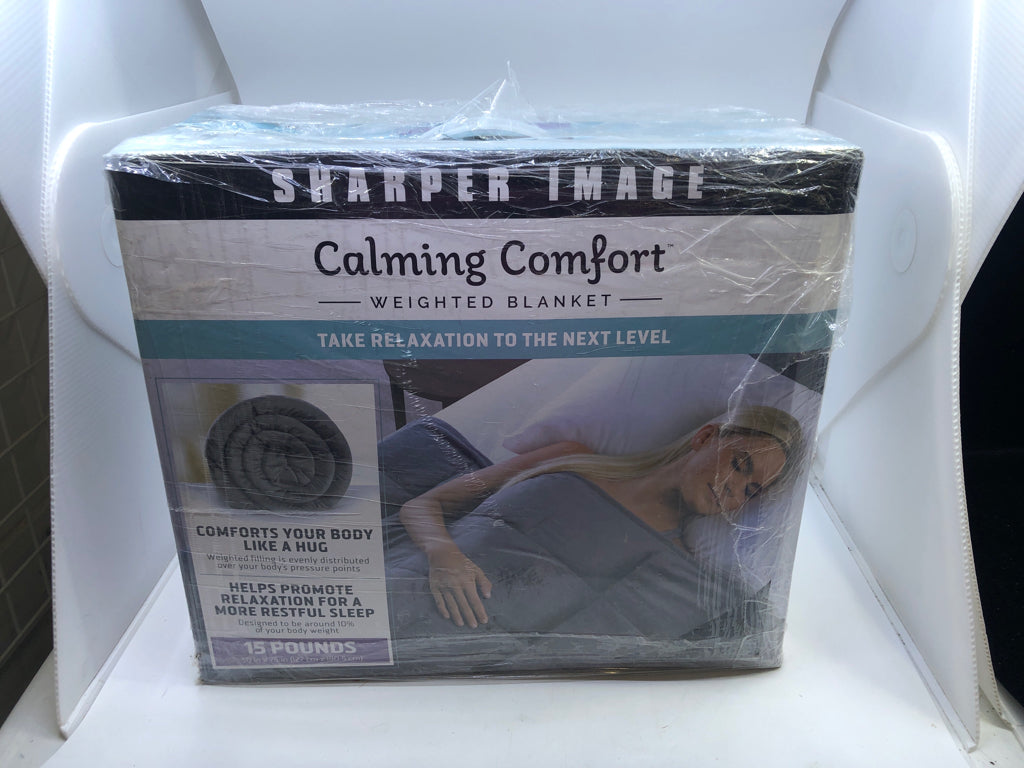 SHARPER IMAGE
Calming Comfort™
WEIGHTED BLANKET
TAKE RELAXATION TO THE NEXT LEVEL
COMFORTS YOUR BODY
LIKE A HUG
Weighted filling is evenly distributed
over your body's pressure points
HELPS PROMOTE
RELAXATION FOR A
MORE RESTFUL SLEEP
Designed to be around 10%
of your body weight
15 POUNDS